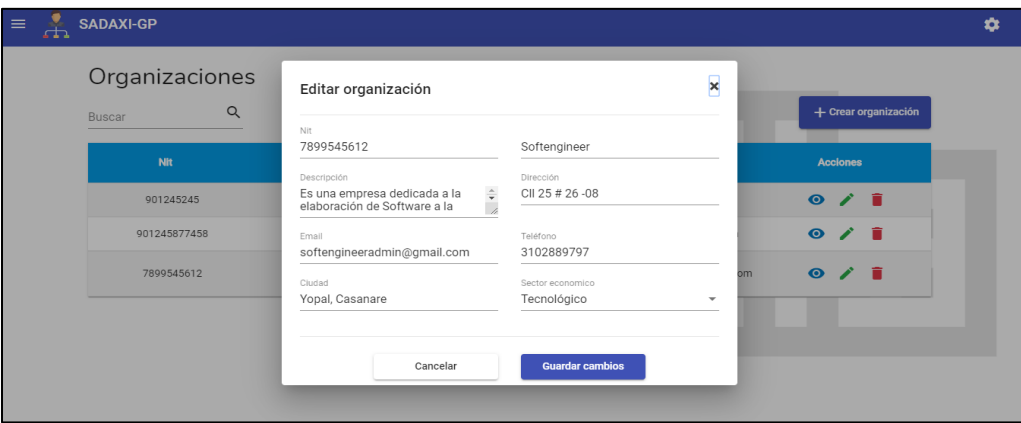 SADAXI-GP
Organizaciones
Buscar
+ Crear organización
Nit
Acciones
901245245
901245877458
7899545612
om
Editar organización
Nit
7899545612
Softengineer
Descripción
Es una empresa dedicada a la
elaboración de Software a la
Dirección
Cll 25 # 26 -08
Email
softengineeradmin@gmail.com
Teléfono
3102889797
Ciudad
Yopal, Casanare
Sector economico
Tecnológico
Cancelar
Guardar cambios